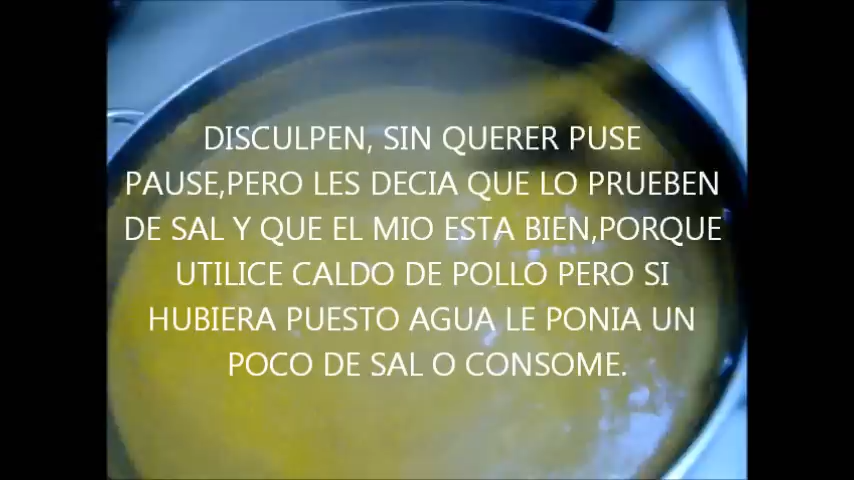 DISCULPEN, SIN QUERER PUSE
PAUSE,PERO LES DECIA QUE LO PRUEBEN
DE SAL Y QUE EL MIO ESTA BIEN,PORQUE
UTILICE CALDO DE POLLO PERO SI
HUBIERA PUESTO AGUA LE PONIA UN
POCO DE SAL O CONSOME.